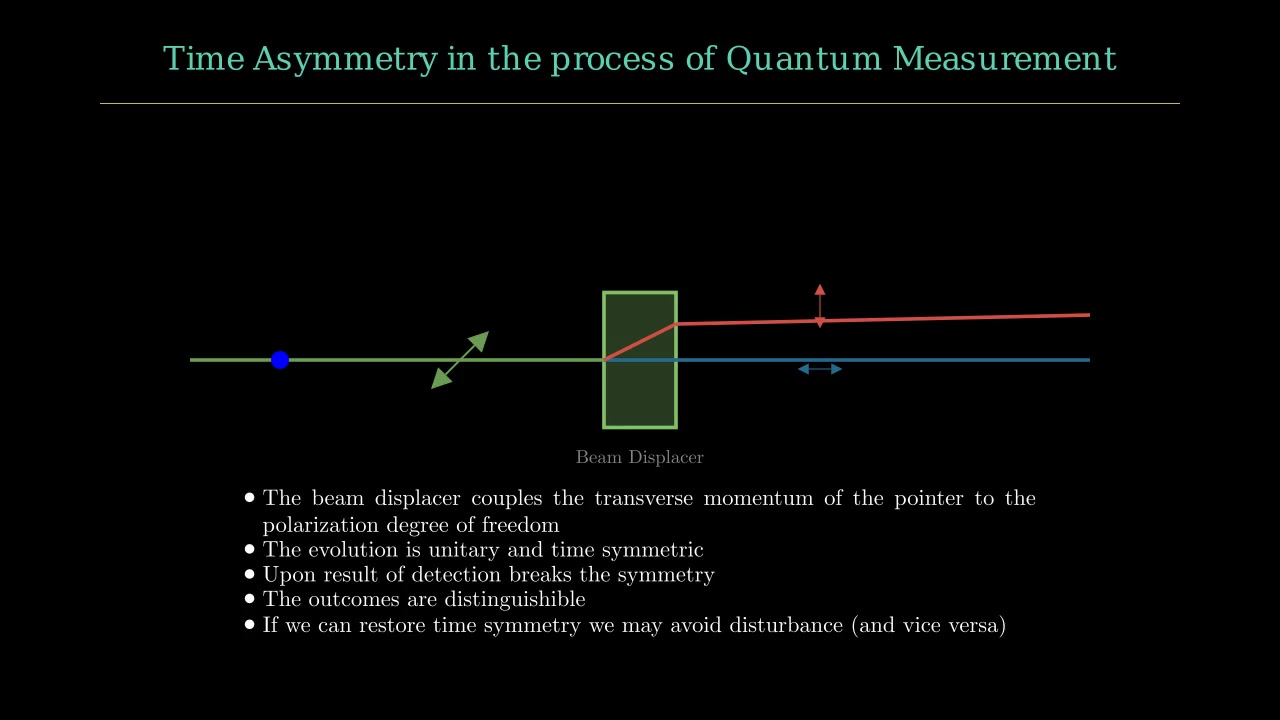 Time Asymmetry in the process of Quantum Measurement
Beam Displacer
• The beam displacer couples the transverse momentum of the pointer to the
polarization degree of freedom
• The evolution is unitary and time symmetric
• Upon result of detection breaks the symmetry
• The outcomes are distinguishible
• If we can restore time symmetry we may avoid disturbance (and vice versa)